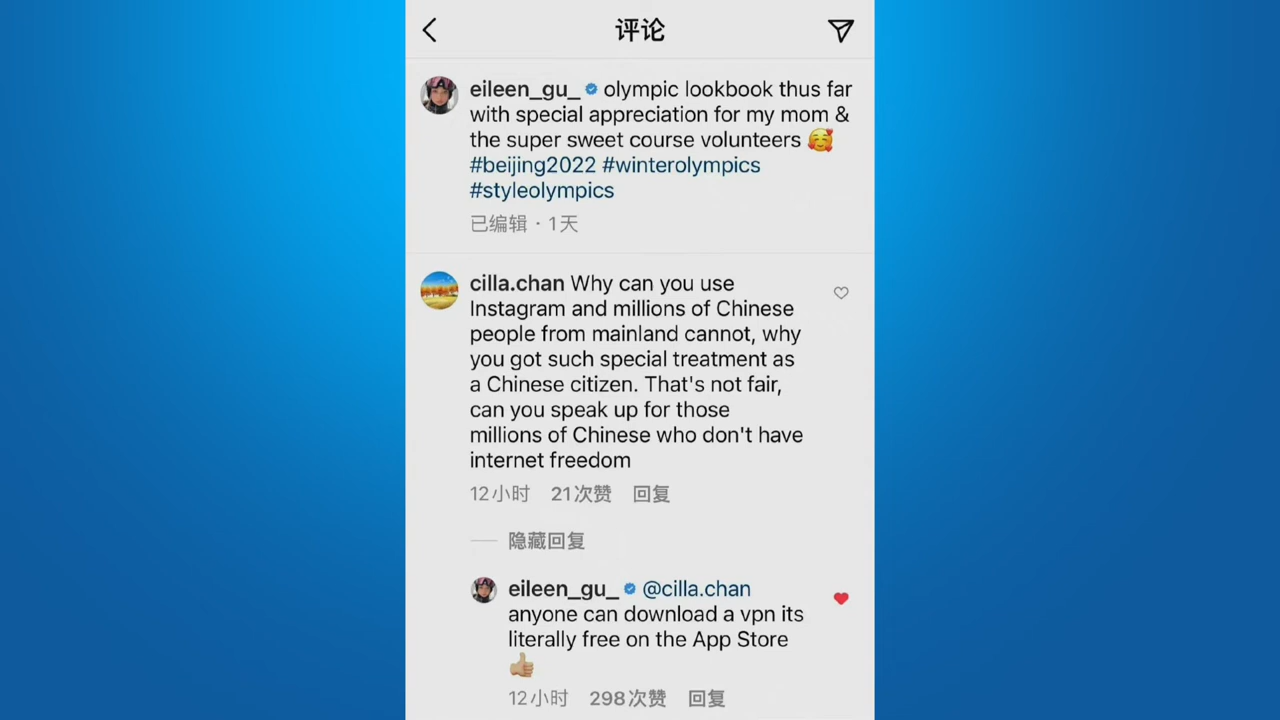 评论
eileen_gu_ olympic lookbook thus far
with special appreciation for my mom &
the super sweet course volunteers 🥰
#beijing2022 #winterolympics
#styleolympics
已编辑 · 1天
cilla.chan Why can you use
Instagram and millions of Chinese
people from mainland cannot, why
you got such special treatment as
a Chinese citizen. That's not fair,
can you speak up for those
millions of Chinese who don't have
internet freedom
12小时 21次赞 回复
隐藏回复
eileen_gu_ @cilla.chan
anyone can download a vpn its
literally free on the App Store
👍🏼
12小时 298次赞 回复